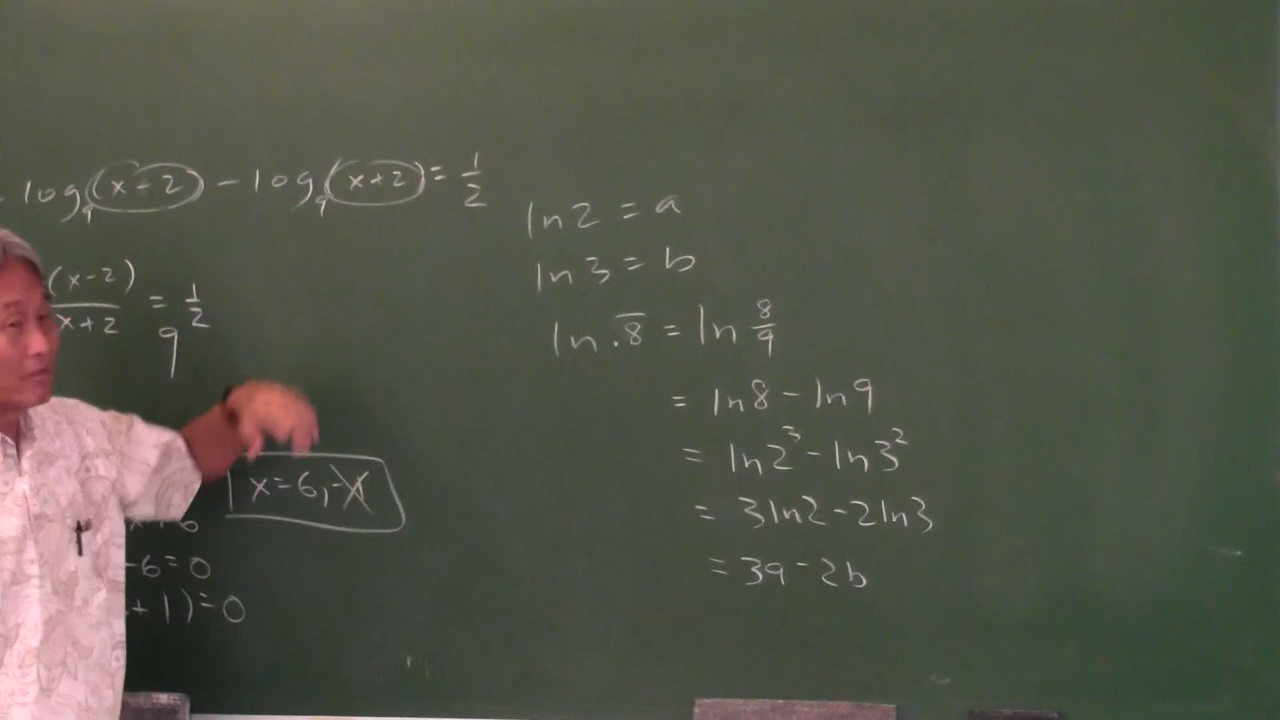 - log₉(x-2) - log₉(x+2) = 1/2
(x-2)/x+2 = 9^1/2
x=6, -1
-6=0
+1)=0
ln2 = a
ln3 = b
ln .8̅ = ln 8/9
= ln8 - ln9
= ln2³ - ln3²
= 3ln2 - 2ln3
= 3a - 2b